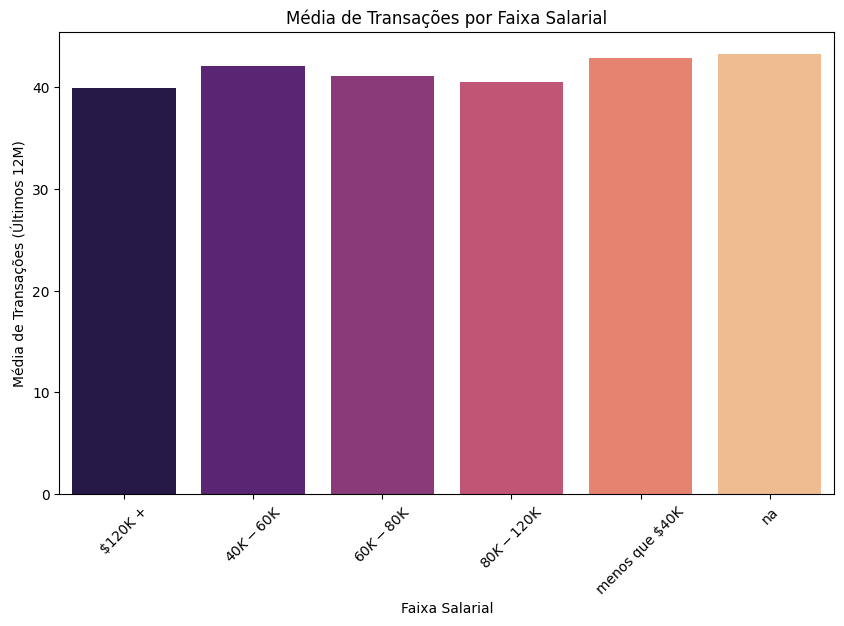 Média de Transações por Faixa Salarial
Média de Transações (Últimos 12M)
40
30
20
10
0
$120K +
40K − 60K
60K − 80K
80K − 120K
menos que $40K
na
Faixa Salarial